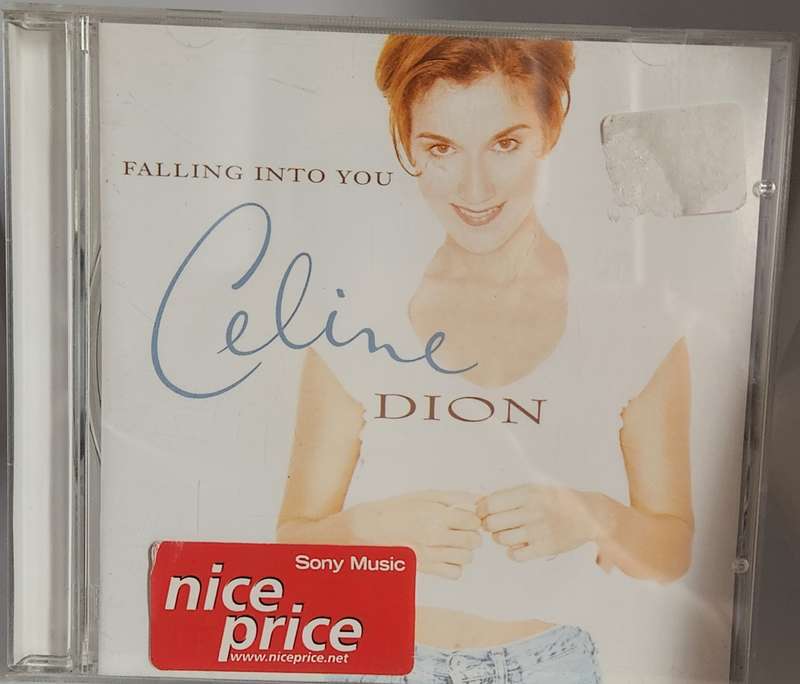 FALLING INTO YOU
Celine
DION
Sony Music
nice
price
www.niceprice.net